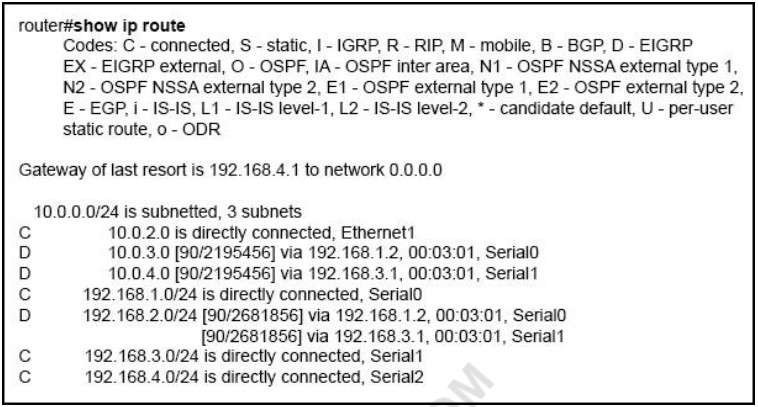 router#show ip route
Codes: C - connected, S - static, I - IGRP, R - RIP, M - mobile, B - BGP, D - EIGRP
EX - EIGRP external, O - OSPF, IA - OSPF inter area, N1 - OSPF NSSA external type 1,
N2 - OSPF NSSA external type 2, E1 - OSPF external type 1, E2 - OSPF external type 2,
E - EGP, i - IS-IS, L1 - IS-IS level-1, L2 - IS-IS level-2, * - candidate default, U - per-user
static route, o - ODR
Gateway of last resort is 192.168.4.1 to network 0.0.0.0
10.0.0.0/24 is subnetted, 3 subnets
C 10.0.2.0 is directly connected, Ethernet1
D 10.0.3.0 [90/2195456] via 192.168.1.2, 00:03:01, Serial0
D 10.0.4.0 [90/2195456] via 192.168.3.1, 00:03:01, Serial1
C 192.168.1.0/24 is directly connected, Serial0
D 192.168.2.0/24 [90/2681856] via 192.168.1.2, 00:03:01, Serial0
[90/2681856] via 192.168.3.1, 00:03:01, Serial1
C 192.168.3.0/24 is directly connected, Serial1
C 192.168.4.0/24 is directly connected, Serial2